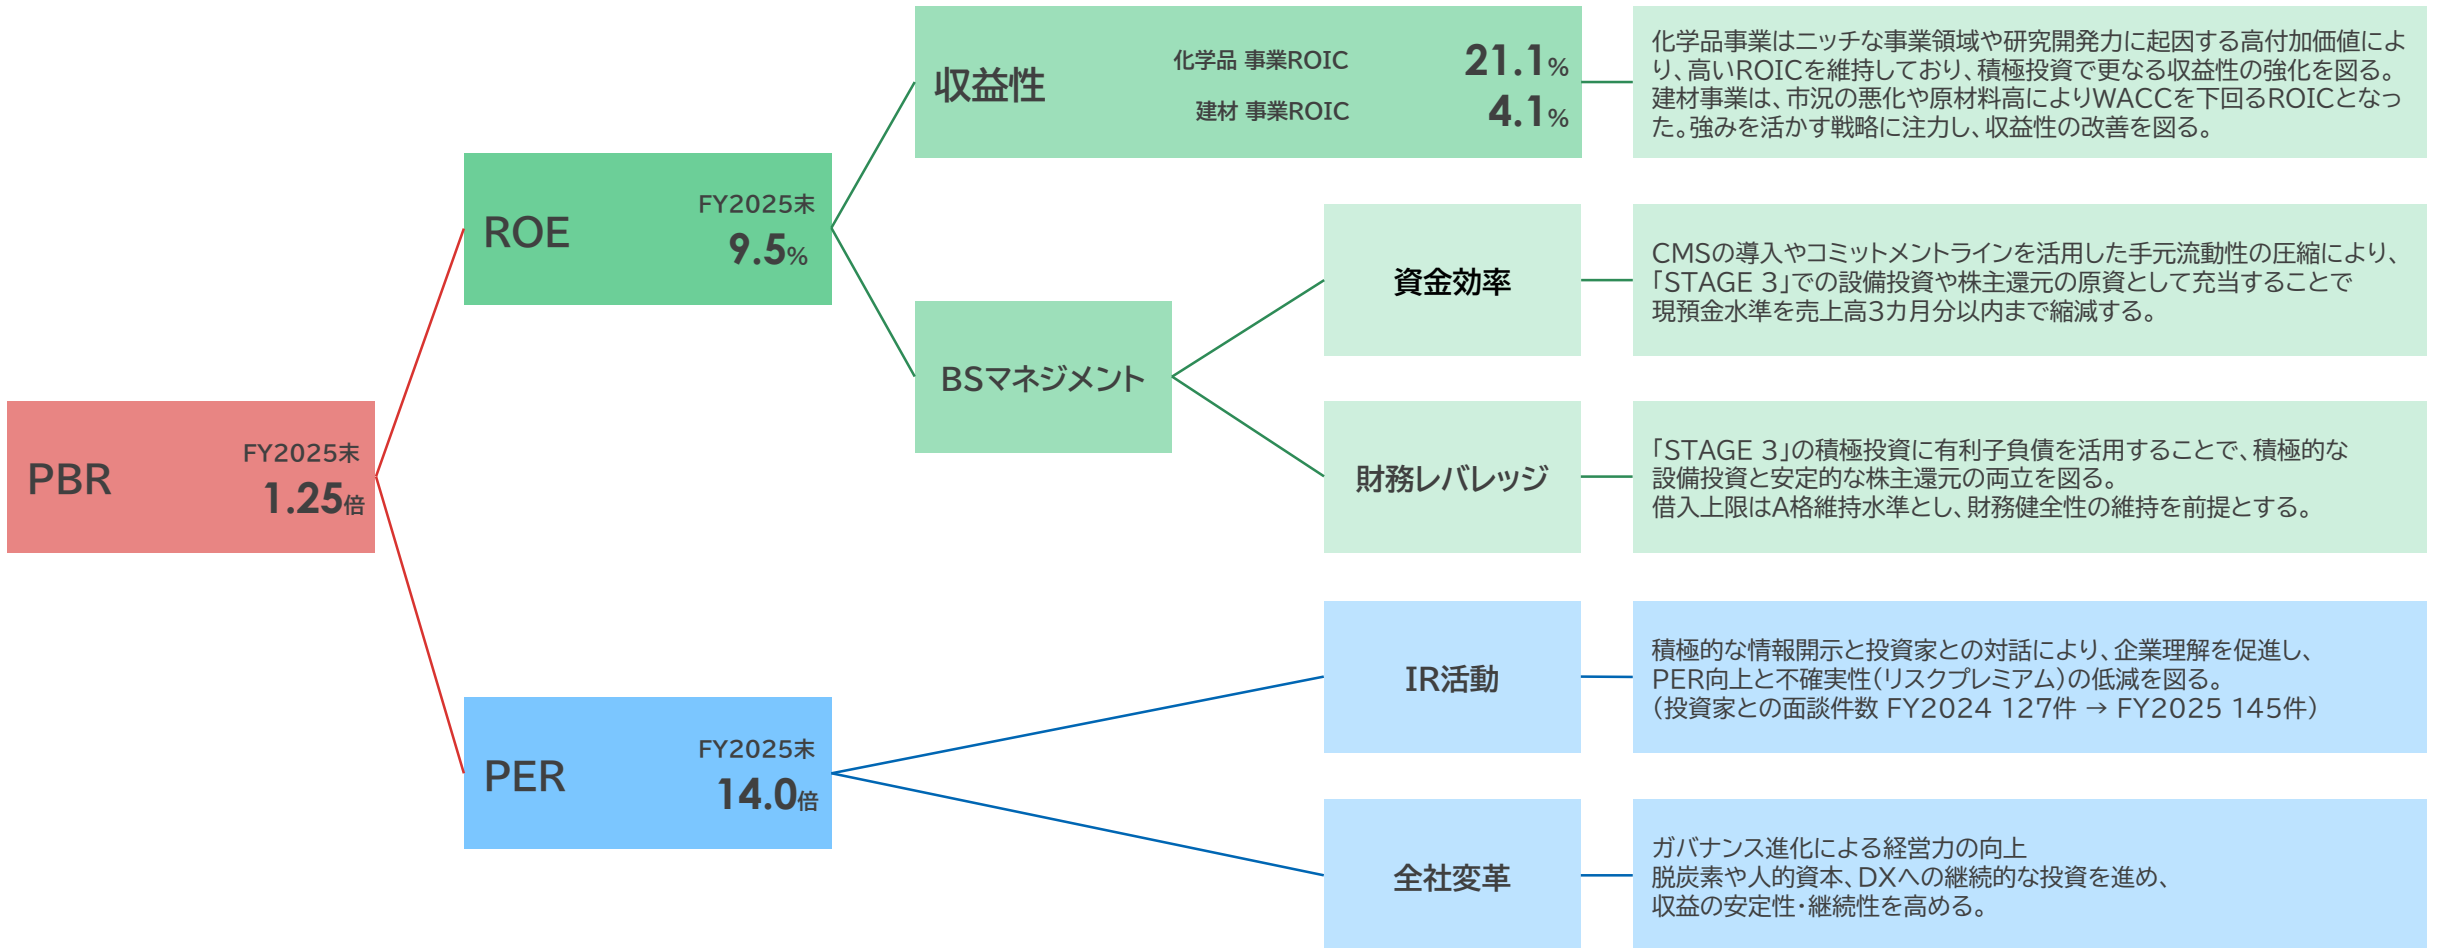 PBR
FY2025末
1.25倍
ROE
FY2025末
9.5%
収益性
化学品 事業ROIC
21.1%
建材 事業ROIC
4.1%
化学品事業はニッチな事業領域や研究開発力に起因する高付加価値によ
り、高いROICを維持しており、積極投資で更なる収益性の強化を図る。
建材事業は、市況の悪化や原材料高によりWACCを下回るROICとなっ
た。強みを活かす戦略に注力し、収益性の改善を図る。
BSマネジメント
資金効率
CMSの導入やコミットメントラインを活用した手元流動性の圧縮により、
「STAGE 3」での設備投資や株主還元の原資として充当することで
現預金水準を売上高3カ月分以内まで縮減する。
財務レバレッジ
「STAGE 3」の積極投資に有利子負債を活用することで、積極的な
設備投資と安定的な株主還元の両立を図る。
借入上限はA格維持水準とし、財務健全性の維持を前提とする。
PER
FY2025末
14.0倍
IR活動
積極的な情報開示と投資家との対話により、企業理解を促進し、
PER向上と不確実性（リスクプレミアム）の低減を図る。
（投資家との面談件数 FY2024 127件 → FY2025 145件）
全社変革
ガバナンス進化による経営力の向上
脱炭素や人的資本、DXへの継続的な投資を進め、
収益の安定性・継続性を高める。